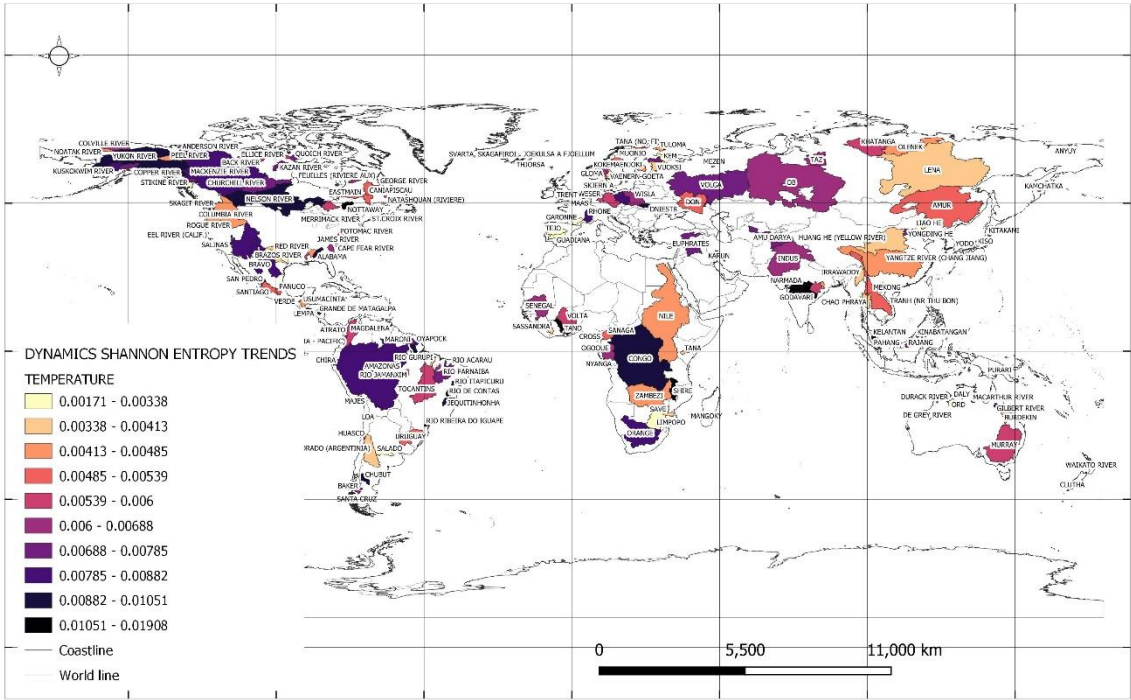 COLVILLE RIVER
ANDERSON RIVER
NOATAK RIVER
YUKON RIVER
PEEL RIVER
ELLICE RIVER
QUOICH RIVER
BACK RIVER
KUSKOKWIM RIVER
COPPER RIVER
MACKENZIE RIVER
KAZAN RIVER
STIKINE RIVER
CHURCHILL RIVER
FEUILLES (RIVIERE AUX)
GEORGE RIVER
EASTMAIN
CANIAPISCAU
SKAGIT RIVER
NELSON RIVER
NATASHQUAN (RIVIERE)
NOTTAWAY
COLUMBIA RIVER
MERRIMACK RIVER
ST.CROIX RIVER
ROGUE RIVER
POTOMAC RIVER
EEL RIVER (CALIF.)
JAMES RIVER
SALINAS
RED RIVER
CAPE FEAR RIVER
BRAZOS RIVER
ALABAMA
BRAVO
SAN PEDRO
PANUCO
SANTIAGO
USUMACINTA
VERDE
GRANDE DE MATAGALPA
LEMPA
ATRATO
MAGDALENA
(A - PACIFIC)
MARONI
OYAPOCK
CHIRA
RIO GURUPI
RIO ACARAU
AMAZONAS
RIO PARNAIBA
RIO JAMANXIM
RIO ITAPICURU
TOCANTINS
RIO DE CONTAS
MAJES
JEQUITINHONHA
LOA
RIO RIBEIRA DO IGUAPE
HUASCO
URUGUAY
ORADO (ARGENTINIA)
SALADO
CHUBUT
BAKER
SANTA CRUZ
SVARTA, SKAGAFIROI
JOEKULSA A FJOELLUM
THJORSA
TANA (NO, FI)
TULOMA
MUONIO
KEM
KOKEMAENJOKI
VUOKSI
MEZEN
GLOMA
VAENERN-GOETA
SKJERN A
TRENT
WESER
WISLA
MAAS
VOLGA
DON
OB
TAZ
KHATANGA
OLENEK
LENA
ANYUY
KAMCHATKA
AMUR
GARONNE
RHONE
DNIESTR
TEJO
GUADIANA
LIAO HE
AMU DARYA
HUANG HE (YELLOW RIVER)
YONGDING HE
KITAKAMI
YODO
KISO
EUPHRATES
KARUN
INDUS
YANGTZE RIVER (CHANG JIANG)
IRRAWADDY
NARMADA
MEKONG
GODAVARI
CHAO PHRAYA
TRANH (NR THU BON)
SENEGAL
NILE
VOLTA
SASSANDRA
TANO
SANAGA
CROSS
KELANTAN
KINABATANGAN
PAHANG
RAJANG
OGOOUE
CONGO
TANA
NYANGA
SHIRE
PURARI
ZAMBEZI
DURACK RIVER
DALY
MACARTHUR RIVER
ORD
SAVE
MANGOKY
GILBERT RIVER
LIMPOPO
DE GREY RIVER
BURDEKIN
ORANGE
MURRAY
WAIKATO RIVER
CLUTHA
DYNAMICS SHANNON ENTROPY TRENDS
TEMPERATURE
0.00171 - 0.00338
0.00338 - 0.00413
0.00413 - 0.00485
0.00485 - 0.00539
0.00539 - 0.006
0.006 - 0.00688
0.00688 - 0.00785
0.00785 - 0.00882
0.00882 - 0.01051
0.01051 - 0.01908
Coastline
World line
0 5,500 11,000 km